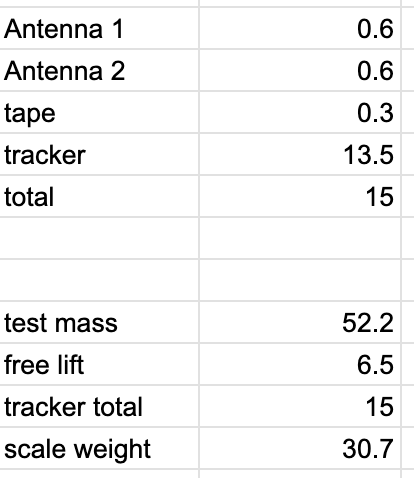 Antenna 1 0.6
Antenna 2 0.6
tape 0.3
tracker 13.5
total 15
test mass 52.2
free lift 6.5
tracker total 15
scale weight 30.7